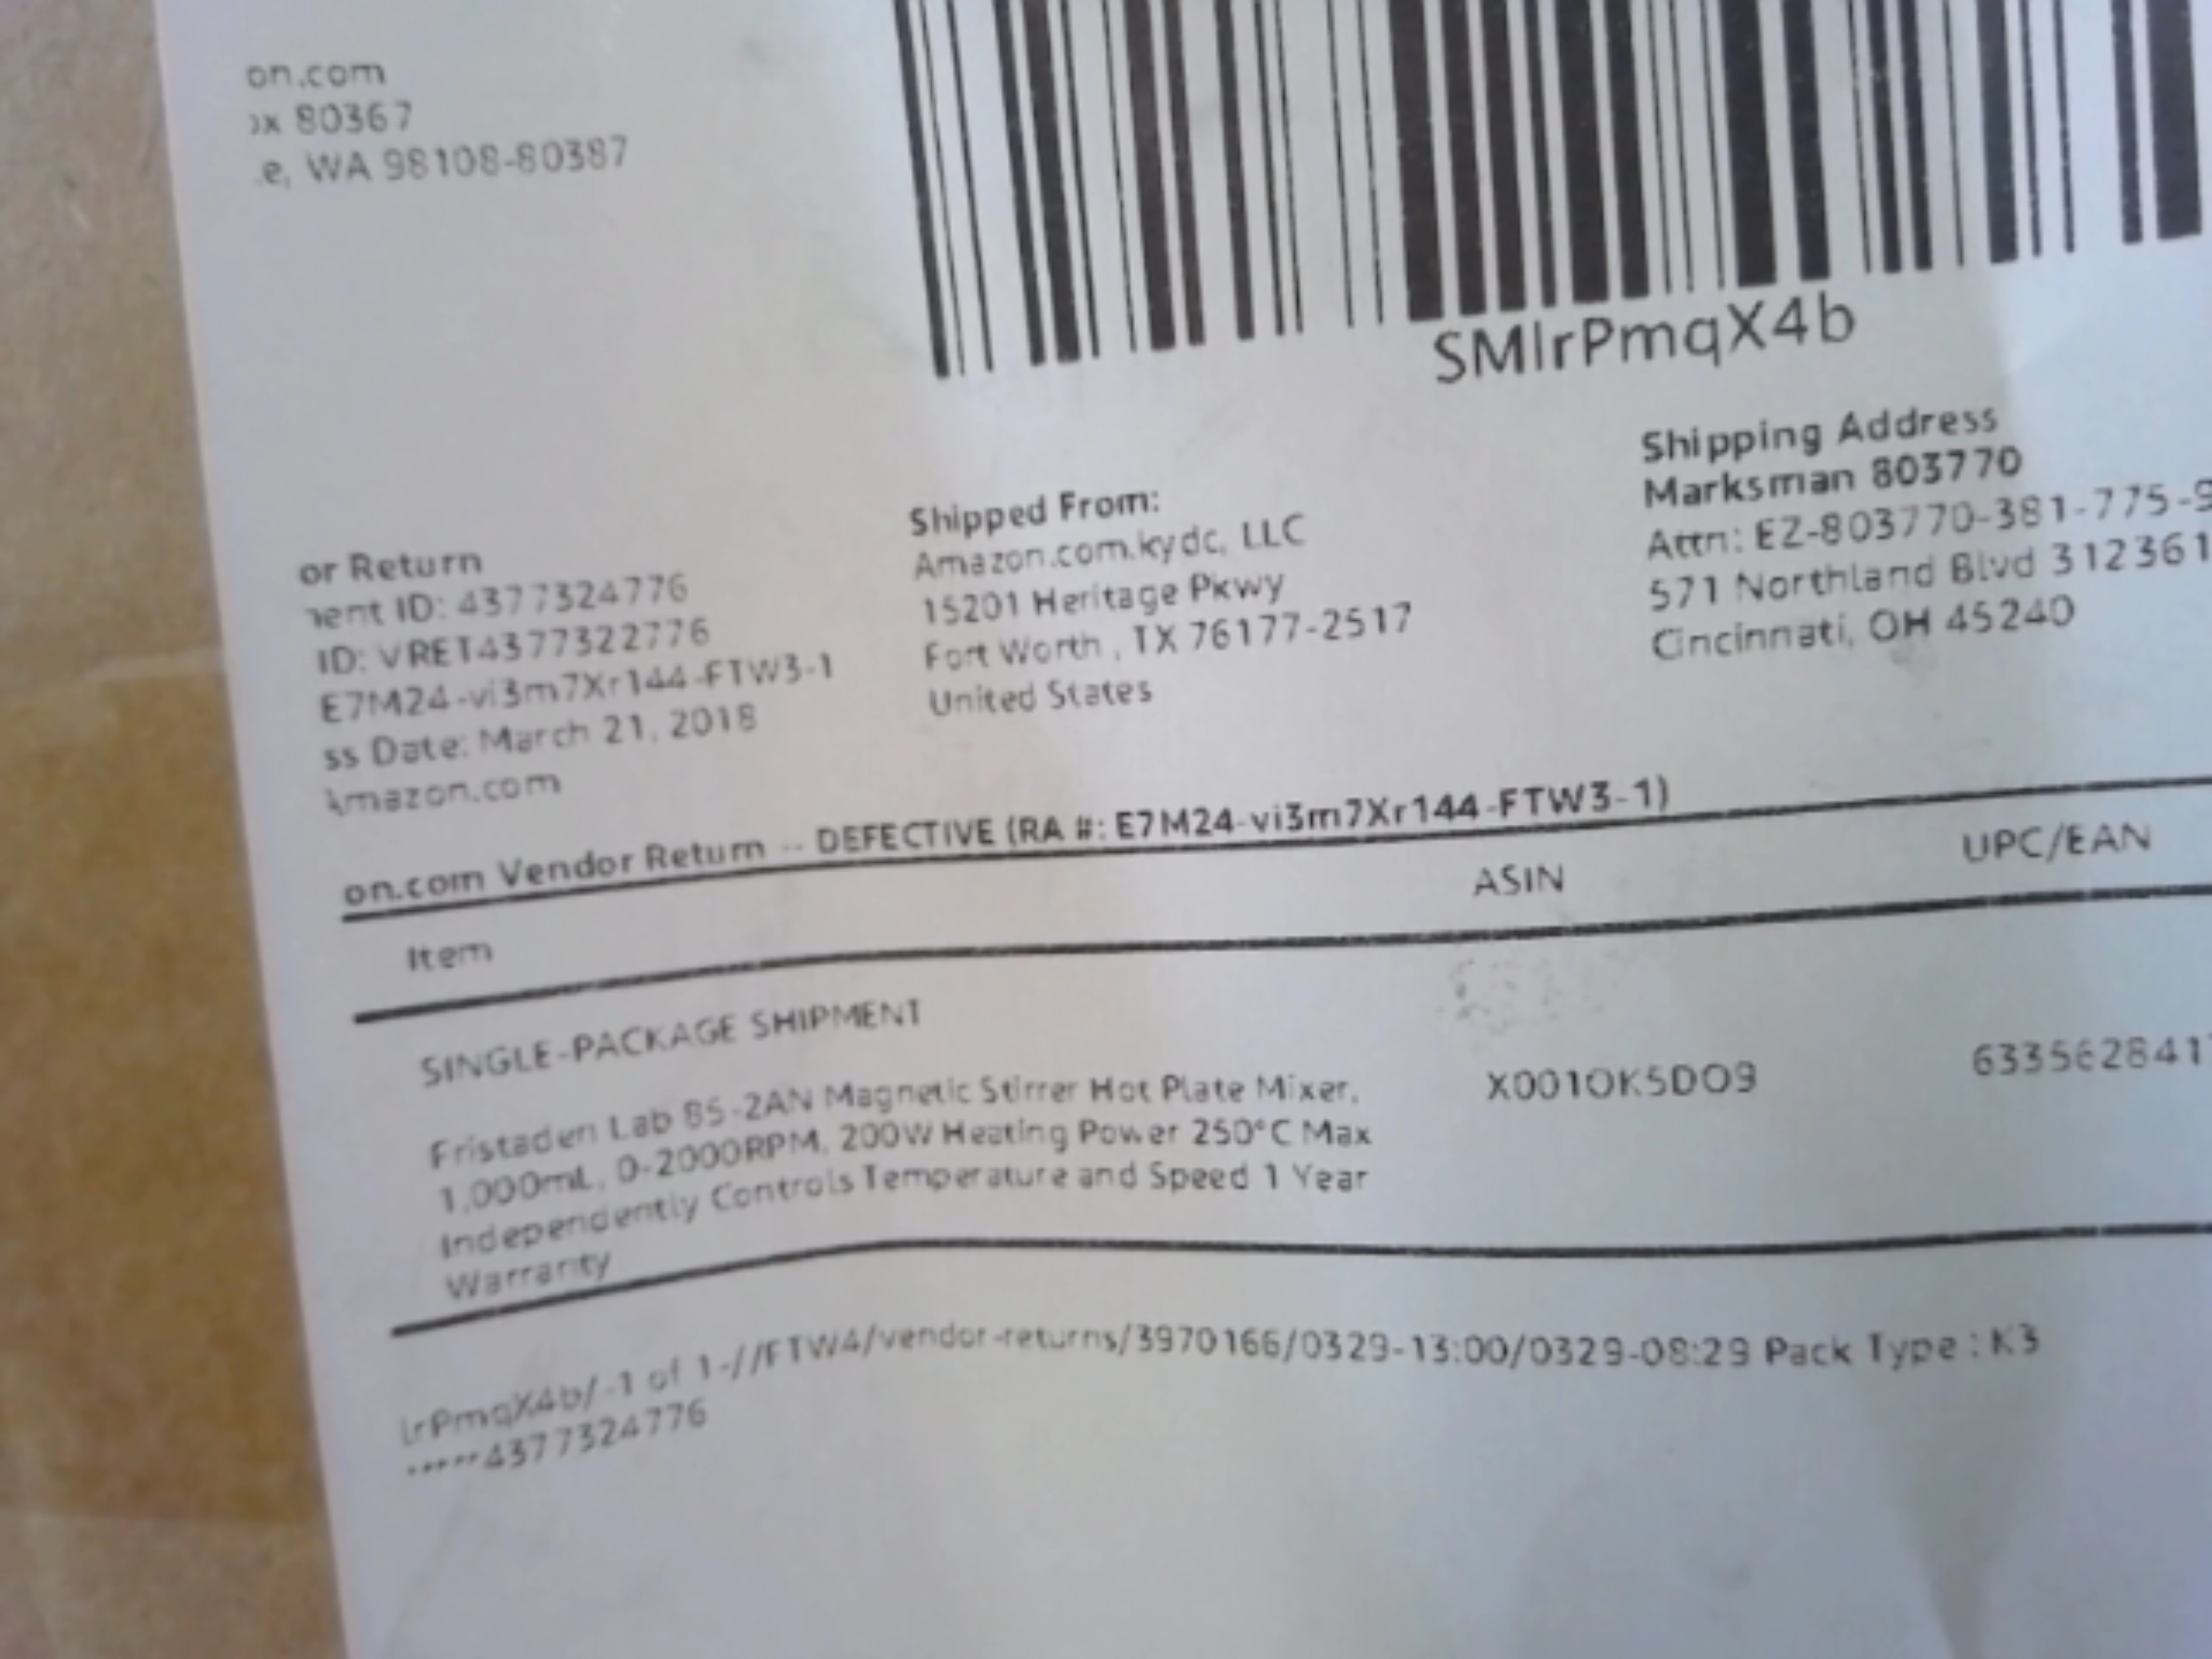 on.com
ox 80367
e, WA 98108-80387
SMlrPmqX4b
Shipping Address
Marksman 803770
Attn: EZ-803770-381-775-9
571 Northland Blvd 312361
Cincinnati, OH 45240
Shipped From:
Amazon.com.kydc, LLC
15201 Heritage Pkwy
Fort Worth , TX 76177-2517
United States
or Return
ent ID: 4377324776
ID: VRET4377322776
E7M24-vi3m7Xr144-FTW3-1
ss Date: March 21, 2018
Amazon.com
on.com Vendor Return -- DEFECTIVE (RA #: E7M24-vi3m7Xr144-FTW3-1)
Item ASIN UPC/EAN
SINGLE-PACKAGE SHIPMENT
Fristaden Lab 85-2AN Magnetic Stirrer Hot Plate Mixer,
1,000mL, 0-2000RPM, 200W Heating Power 250°C Max
Independently Controls Temperature and Speed 1 Year
Warranty
X001OK5DO9
lrPmqX4b/-1 of 1-//FTW4/vendor-returns/3970166/0329-13:00/0329-08:29 Pack Type : K3
4377324776